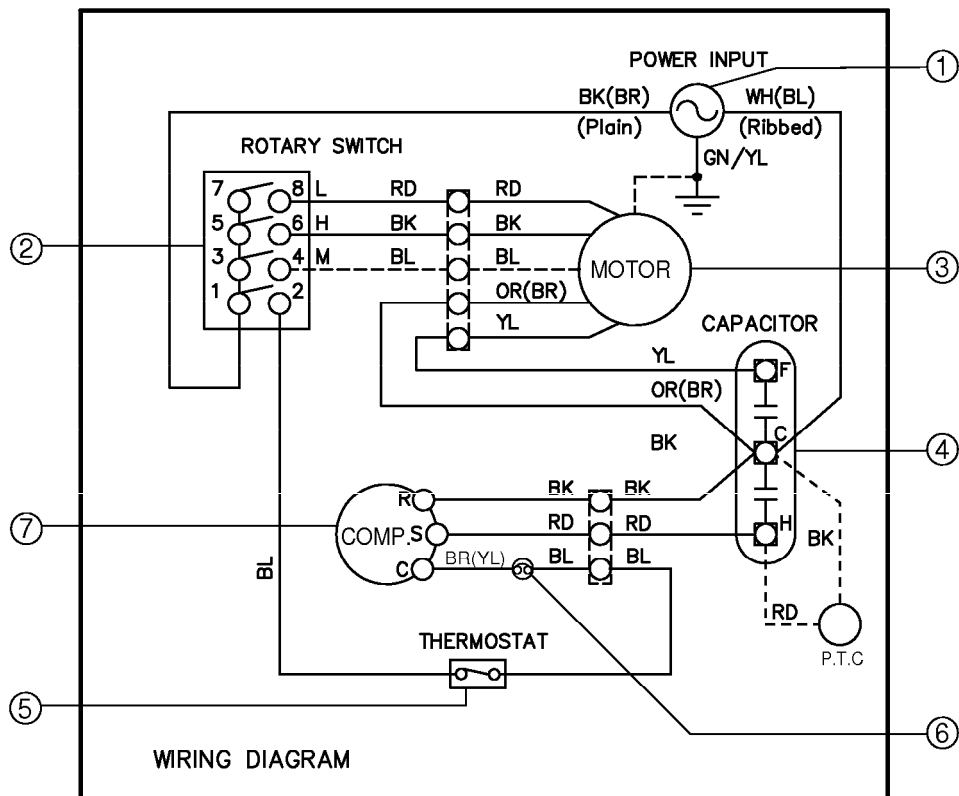 POWER INPUT
①
BK(BR)
WH(BL)
(Plain)
(Ribbed)
ROTARY SWITCH
GN/YL
7
8
L
RD
RD
5
6
H
BK
BK
②
3
4
M
BL
BL
MOTOR
③
1
2
OR(BR)
YL
CAPACITOR
YL
F
OR(BR)
C
BK
④
R
BK
BK
⑦
COMP.
S
RD
RD
H
BK
C
BR(YL)
BL
BL
BL
RD
THERMOSTAT
P.T.C
⑤
⑥
WIRING DIAGRAM